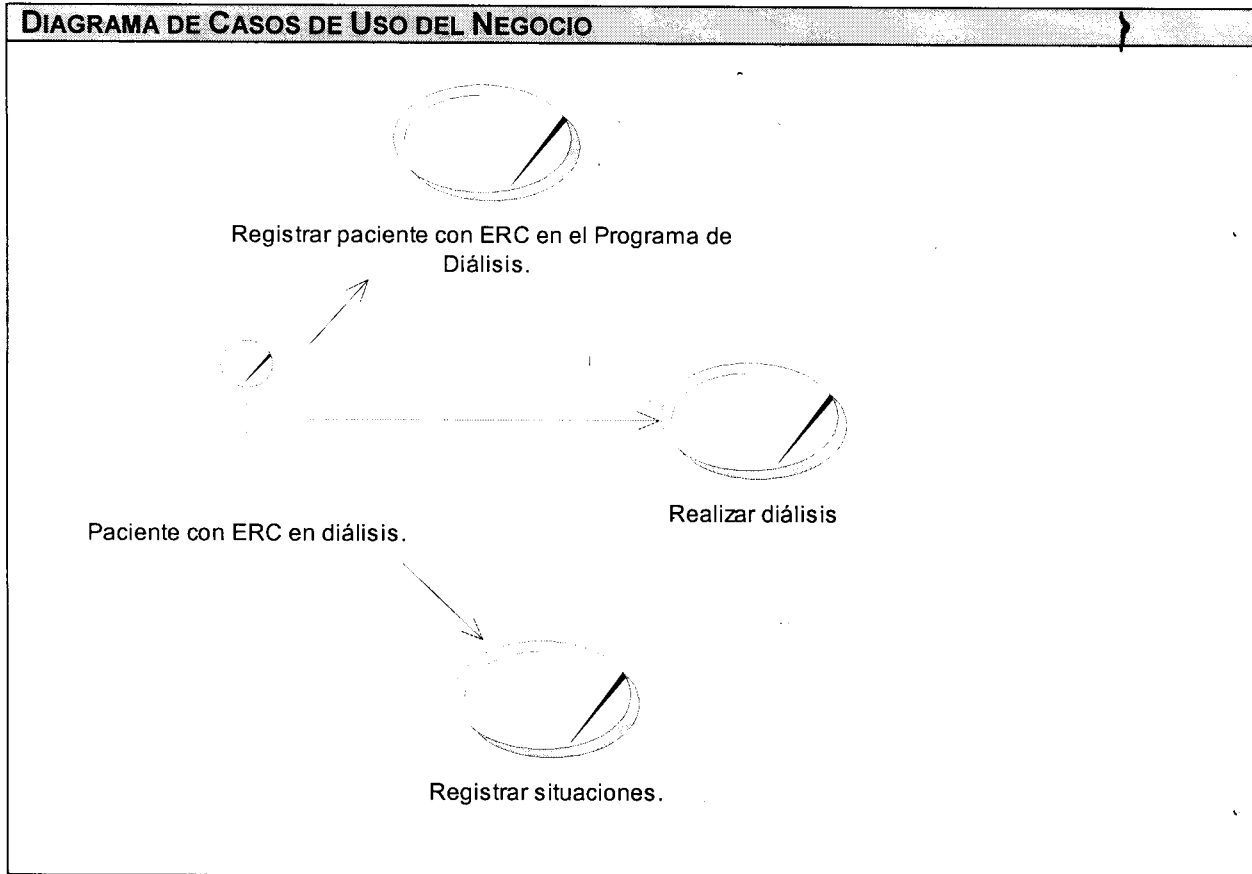 DIAGRAMA DE CASOS DE USO DEL NEGOCIO
Registrar paciente con ERC en el Programa de
Diálisis.
Realizar diálisis
Paciente con ERC en diálisis.
Registrar situaciones.